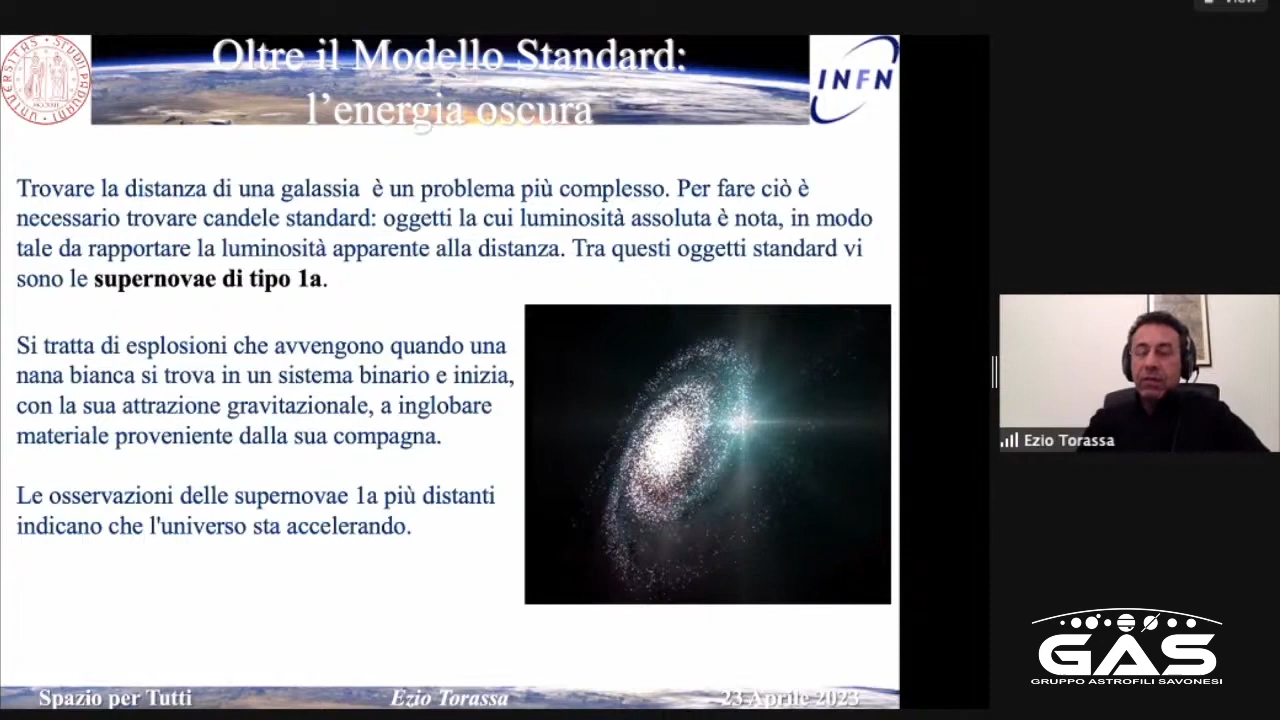 View
Oltre il Modello Standard:
l'energia oscura
INFN
Trovare la distanza di una galassia è un problema più complesso. Per fare ciò è
necessario trovare candele standard: oggetti la cui luminosità assoluta è nota, in modo
tale da rapportare la luminosità apparente alla distanza. Tra questi oggetti standard vi
sono le supernovae di tipo 1a.
Si tratta di esplosioni che avvengono quando una
nana bianca si trova in un sistema binario e inizia,
con la sua attrazione gravitazionale, a inglobare
materiale proveniente dalla sua compagna.
Le osservazioni delle supernovae 1a più distanti
indicano che l'universo sta accelerando.
Ezio Torassa
GAS
GRUPPO ASTROFILI SAVONESI
Spazio per Tutti
Ezio Torassa
23 Aprile 2023